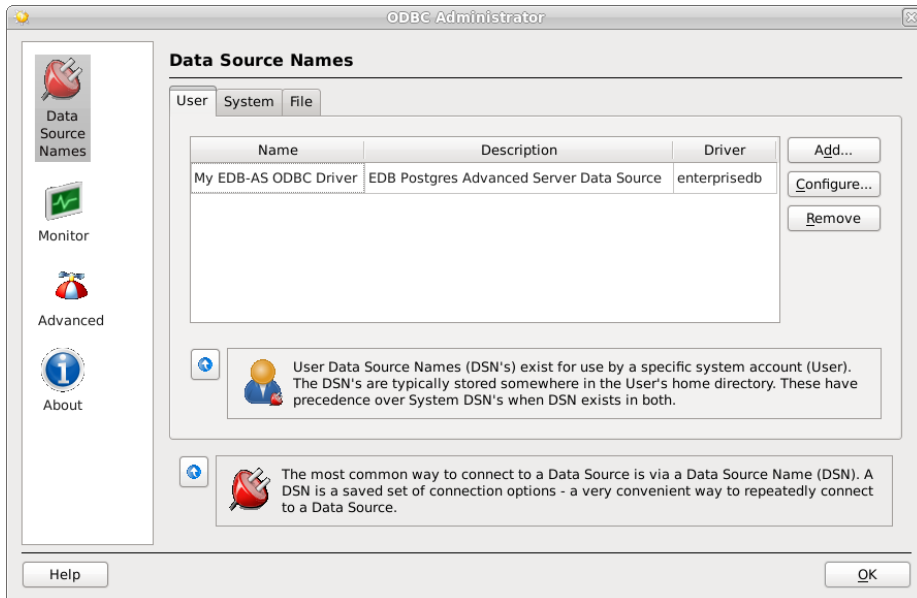 ODBC Administrator
Data Source Names
Data
Source
Names
Monitor
Advanced
About
User System File
Name Description Driver
My EDB-AS ODBC Driver EDB Postgres Advanced Server Data Source enterprisedb
Add...
Configure...
Remove
User Data Source Names (DSN's) exist for use by a specific system account (User).
The DSN's are typically stored somewhere in the User's home directory. These have
precedence over System DSN's when DSN exists in both.
The most common way to connect to a Data Source is via a Data Source Name (DSN). A
DSN is a saved set of connection options - a very convenient way to repeatedly connect
to a Data Source.
Help
OK